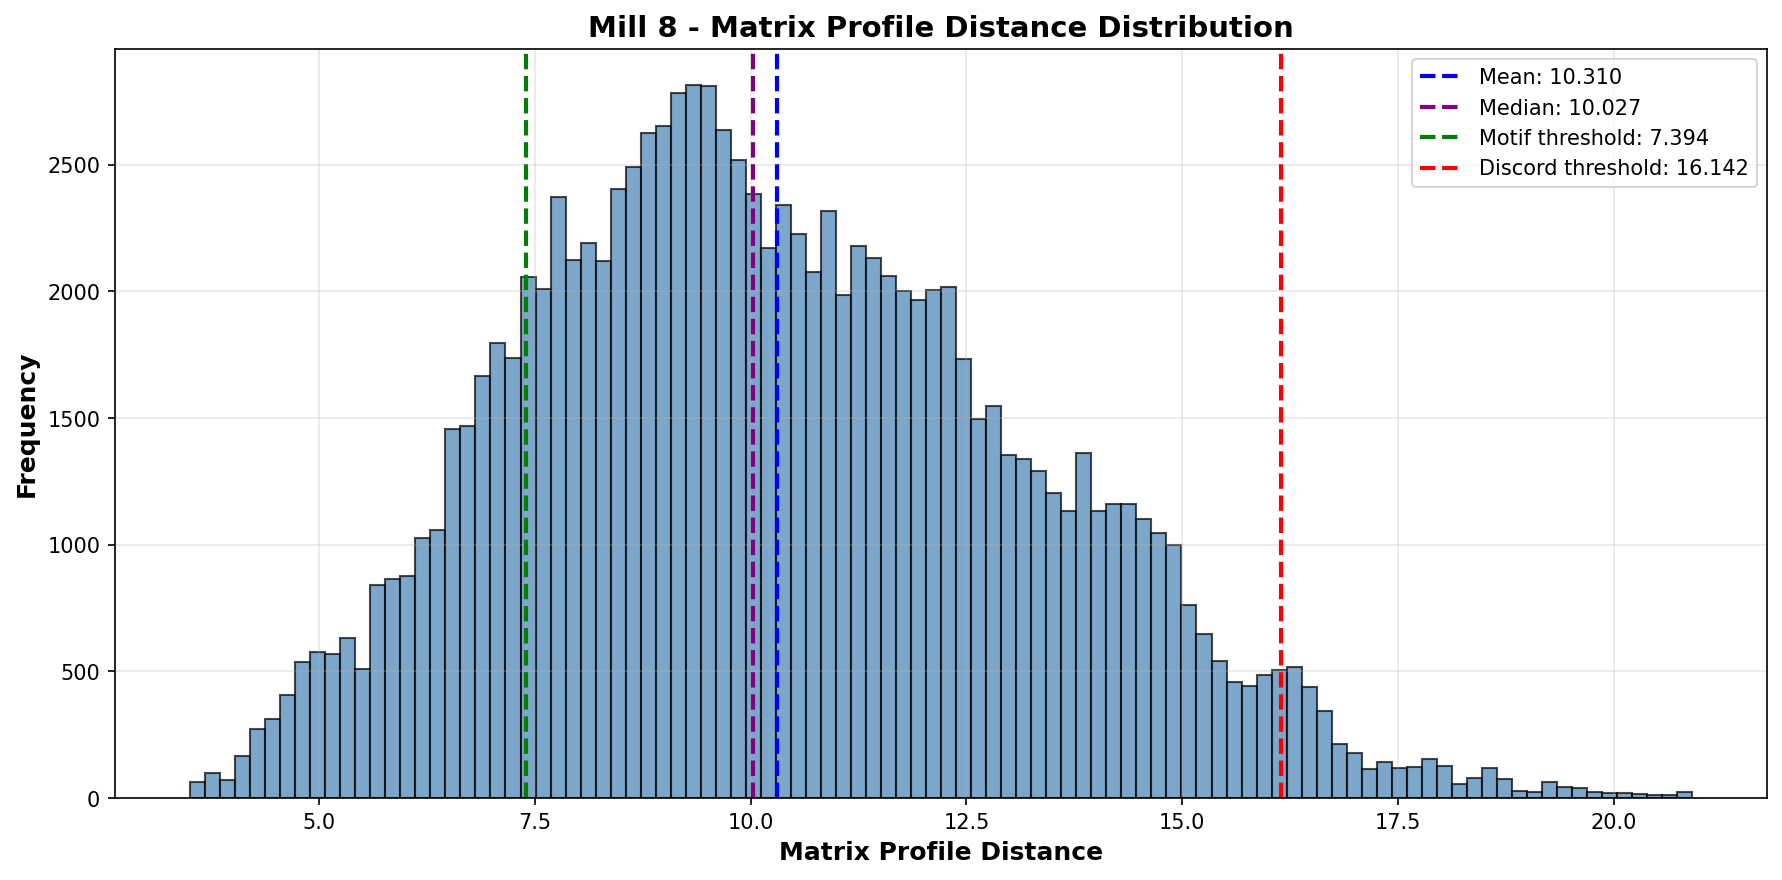 Mill 8 - Matrix Profile Distance Distribution
Mean: 10.310
Median: 10.027
Motif threshold: 7.394
Discord threshold: 16.142
Frequency
2500
2000
1500
1000
500
0
5.0 7.5 10.0 12.5 15.0 17.5 20.0
Matrix Profile Distance